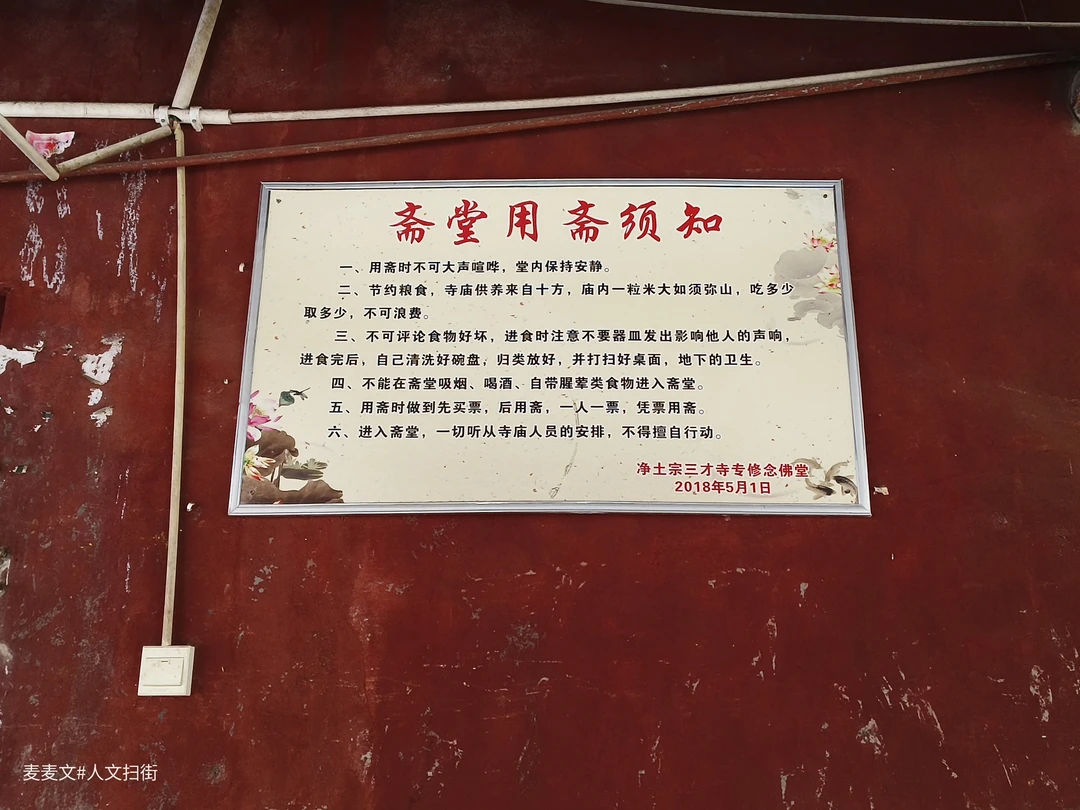 斋堂用斋须知
一、用斋时不可大声喧哗，堂内保持安静。
二、节约粮食，寺庙供养来自十方，庙内一粒米大如须弥山，吃多少
取多少，不可浪费。
三、不可评论食物好坏，进食时注意不要器皿发出影响他人的声响，
进食完后，自己清洗好碗盘，归类放好，并打扫好桌面，地下的卫生。
四、不能在斋堂吸烟、喝酒、自带腥荤类食物进入斋堂。
五、用斋时做到先买票，后用斋，一人一票，凭票用斋。
六、进入斋堂，一切听从寺庙人员的安排，不得擅自行动。
净土宗三才寺专修念佛堂
2018年5月1日
麦麦文#人文扫街